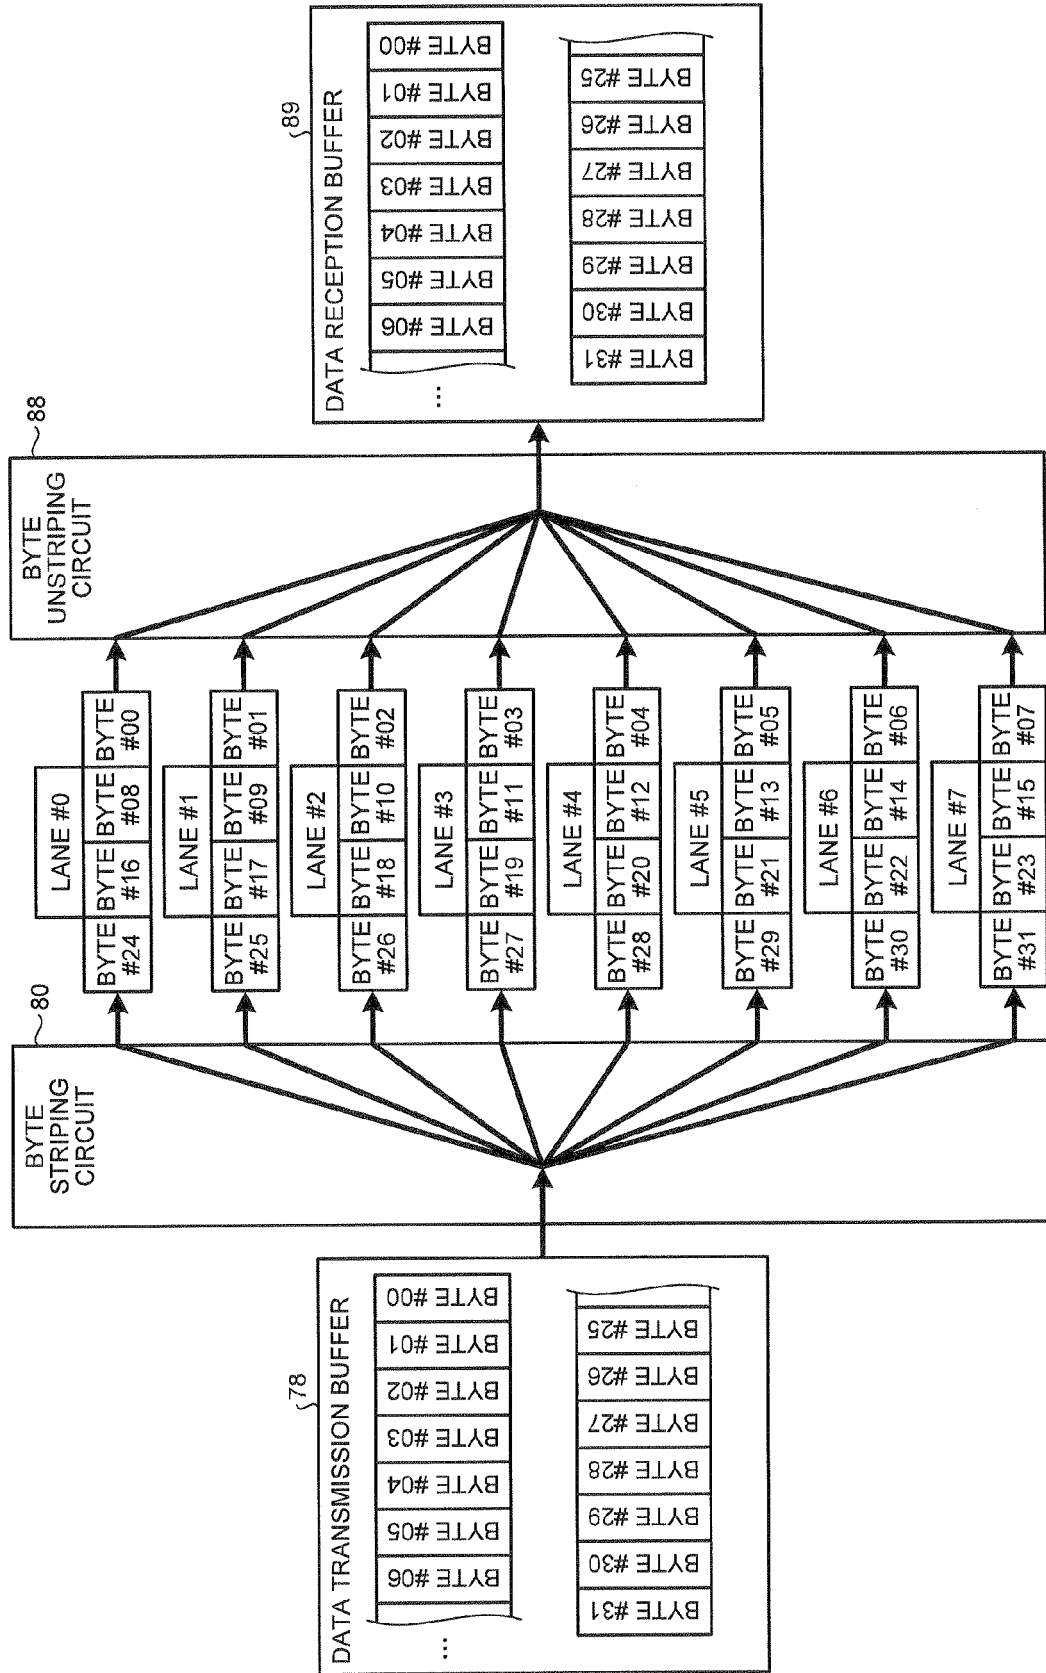 78
DATA TRANSMISSION BUFFER
BYTE #00
BYTE #01
BYTE #02
BYTE #03
BYTE #04
BYTE #05
BYTE #06
...
BYTE #25
BYTE #26
BYTE #27
BYTE #28
BYTE #29
BYTE #30
BYTE #31
80
BYTE
STRIPING
CIRCUIT
LANE #0
BYTE BYTE BYTE BYTE
#24 #16 #08 #00
LANE #1
BYTE BYTE BYTE BYTE
#25 #17 #09 #01
LANE #2
BYTE BYTE BYTE BYTE
#26 #18 #10 #02
LANE #3
BYTE BYTE BYTE BYTE
#27 #19 #11 #03
LANE #4
BYTE BYTE BYTE BYTE
#28 #20 #12 #04
LANE #5
BYTE BYTE BYTE BYTE
#29 #21 #13 #05
LANE #6
BYTE BYTE BYTE BYTE
#30 #22 #14 #06
LANE #7
BYTE BYTE BYTE BYTE
#31 #23 #15 #07
88
BYTE
UNSTRIPING
CIRCUIT
89
DATA RECEPTION BUFFER
BYTE #00
BYTE #01
BYTE #02
BYTE #03
BYTE #04
BYTE #05
BYTE #06
...
BYTE #25
BYTE #26
BYTE #27
BYTE #28
BYTE #29
BYTE #30
BYTE #31